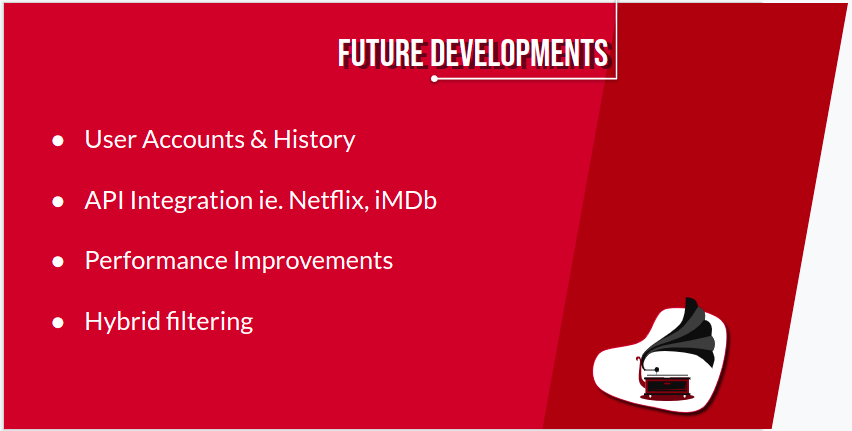 FUTURE DEVELOPMENTS
● User Accounts & History
● API Integration ie. Netflix, iMDb
● Performance Improvements
● Hybrid filtering